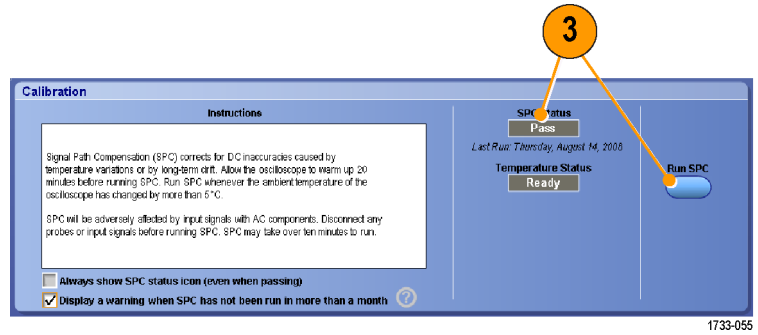 3
Calibration
Instructions
Signal Path Compensation (SPC) corrects for DC inaccuracies caused by
temperature variations or by long-term drift. Allow the oscilloscope to warm up 20
minutes before running SPC. Run SPC whenever the ambient temperature of the
oscilloscope has changed by more than 5°C.
SPC will be adversely affected by input signals with AC components. Disconnect any
probes or input signals before running SPC. SPC may take over ten minutes to run.
Always show SPC status icon (even when passing)
Display a warning when SPC has not been run in more than a month
?
SPC Status
Pass
Last Run: Thursday, August 14, 2008
Temperature Status
Ready
Run SPC
1733-055